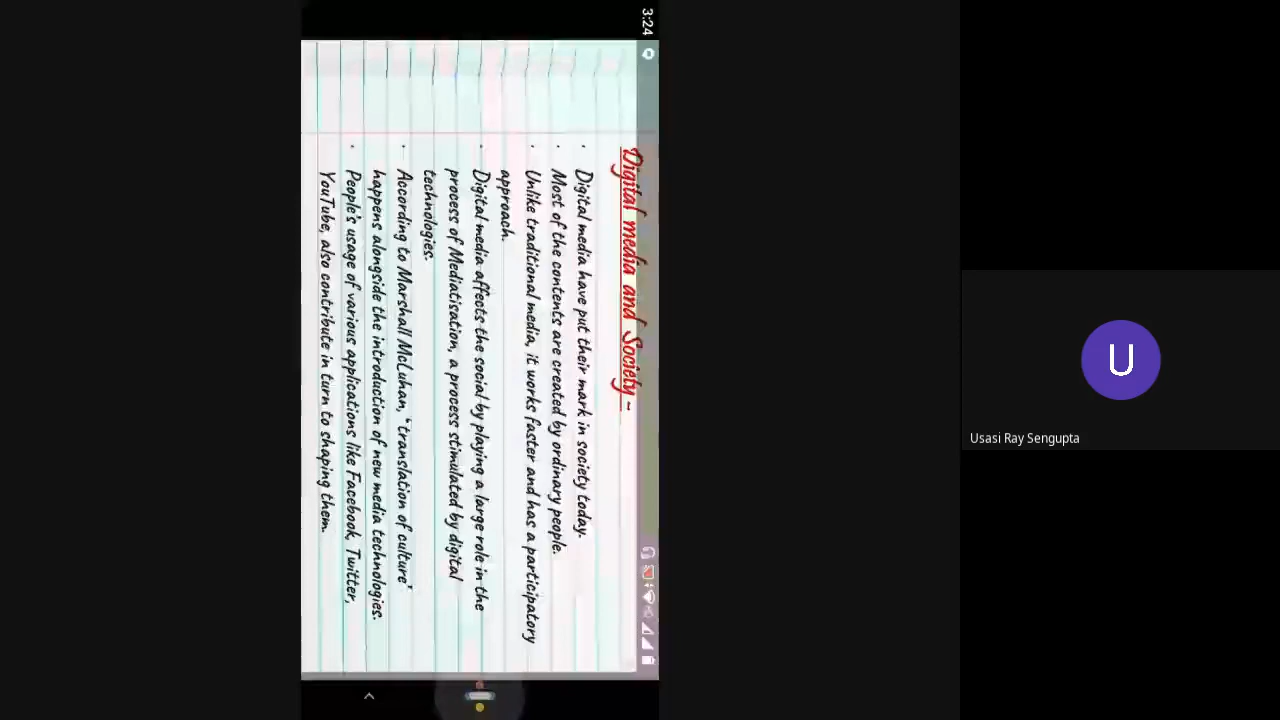 3:24
Digital media and Society -
· Digital media have put their mark in society today.
· Most of the contents are created by ordinary people.
· Unlike traditional media, it works faster and has a participatory
approach.
· Digital media affects the social by playing a large role in the
process of Mediatisation, a process stimulated by digital
technologies.
· According to Marshall McLuhan, "translation of culture"
happens alongside the introduction of new media technologies.
· People's usage of various applications like Facebook, Twitter,
YouTube, also contribute in turn to shaping them.
U
Usasi Ray Sengupta